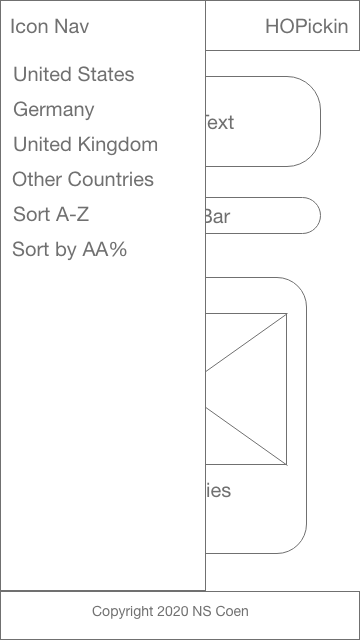 Icon Nav HOPickin
United States
Germany
Text
United Kingdom
Other Countries
Sort A-Z Bar
Sort by AA%
ies
Copyright 2020 NS Coen